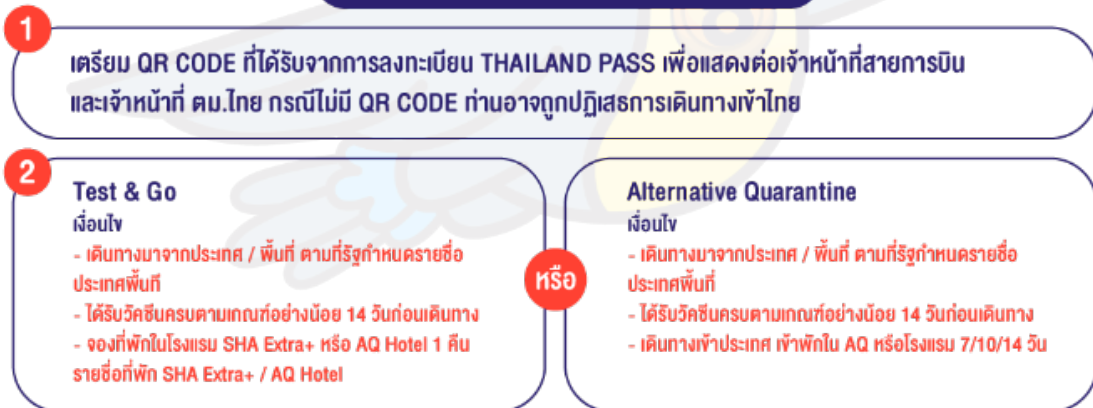 1
เตรียม QR CODE ที่ได้รับจากการลงทะเบียน THAILAND PASS เพื่อแสดงต่อเจ้าหน้าที่สายการบิน
และเจ้าหน้าที่ ตม.ไทย กรณีไม่มี QR CODE ท่านอาจถูกปฏิเสธการเดินทางเข้าไทย
2
Test & Go
เงื่อนไข
- เดินทางมาจากประเทศ / พื้นที่ ตามที่รัฐกำหนดรายชื่อ
ประเทศพื้นที
- ได้รับวัคซีนครบตามเกณฑ์อย่างน้อย 14 วันก่อนเดินทาง
- จองที่พักในโรงแรม SHA Extra+ หรือ AQ Hotel 1 คืน
รายชื่อที่พัก SHA Extra+ / AQ Hotel
หรือ
Alternative Quarantine
เงื่อนไข
- เดินทางมาจากประเทศ / พื้นที่ ตามที่รัฐกำหนดรายชื่อ
ประเทศพื้นที่
- ได้รับวัคซีนครบตามเกณฑ์อย่างน้อย 14 วันก่อนเดินทาง
- เดินทางเข้าประเทศ เข้าพักใน AQ หรือโรงแรม 7/10/14 วัน